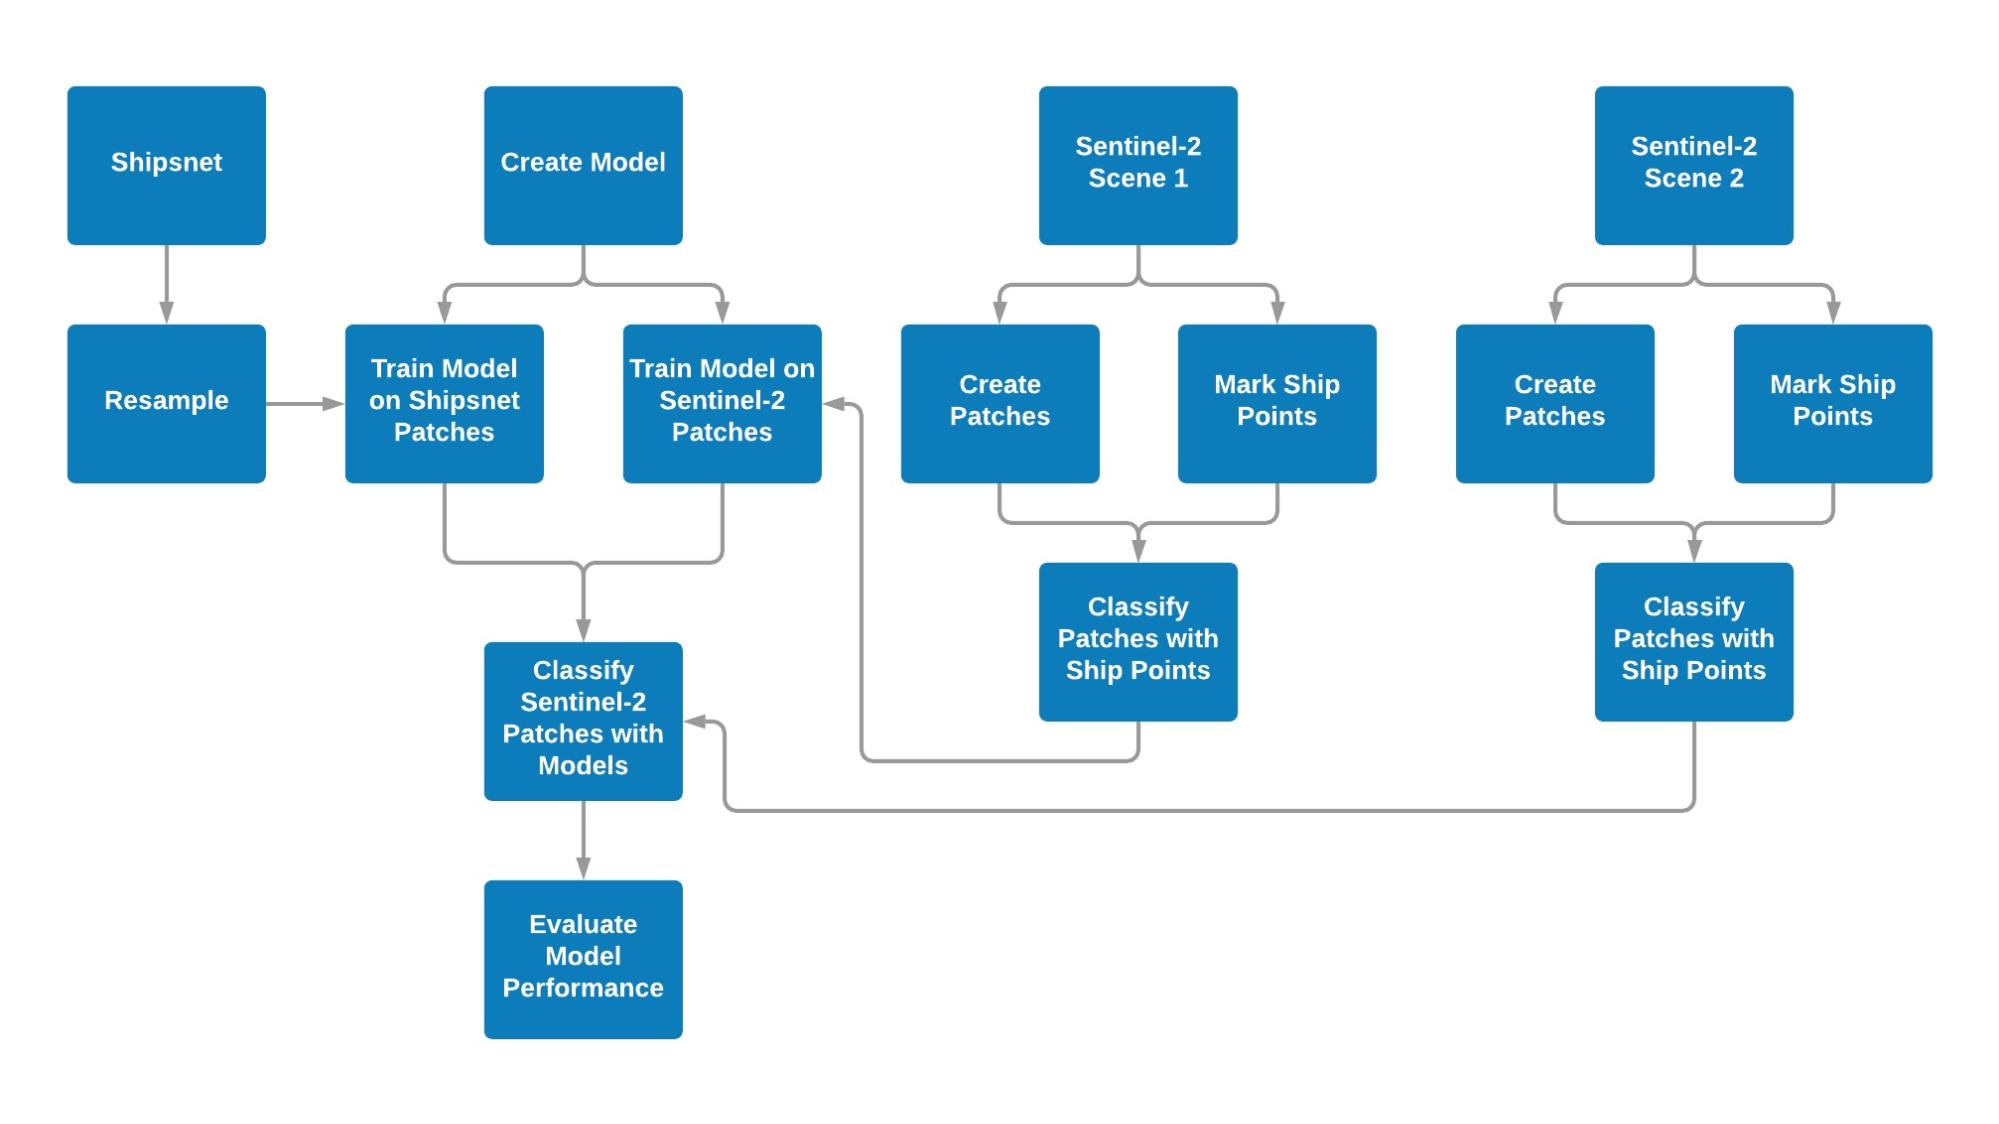 Shipsnet
Create Model
Sentinel-2
Scene 1
Sentinel-2
Scene 2
Resample
Train Model
on Shipsnet
Patches
Train Model on
Sentinel-2
Patches
Create
Patches
Mark Ship
Points
Create
Patches
Mark Ship
Points
Classify
Sentinel-2
Patches with
Models
Classify
Patches with
Ship Points
Classify
Patches with
Ship Points
Evaluate
Model
Performance